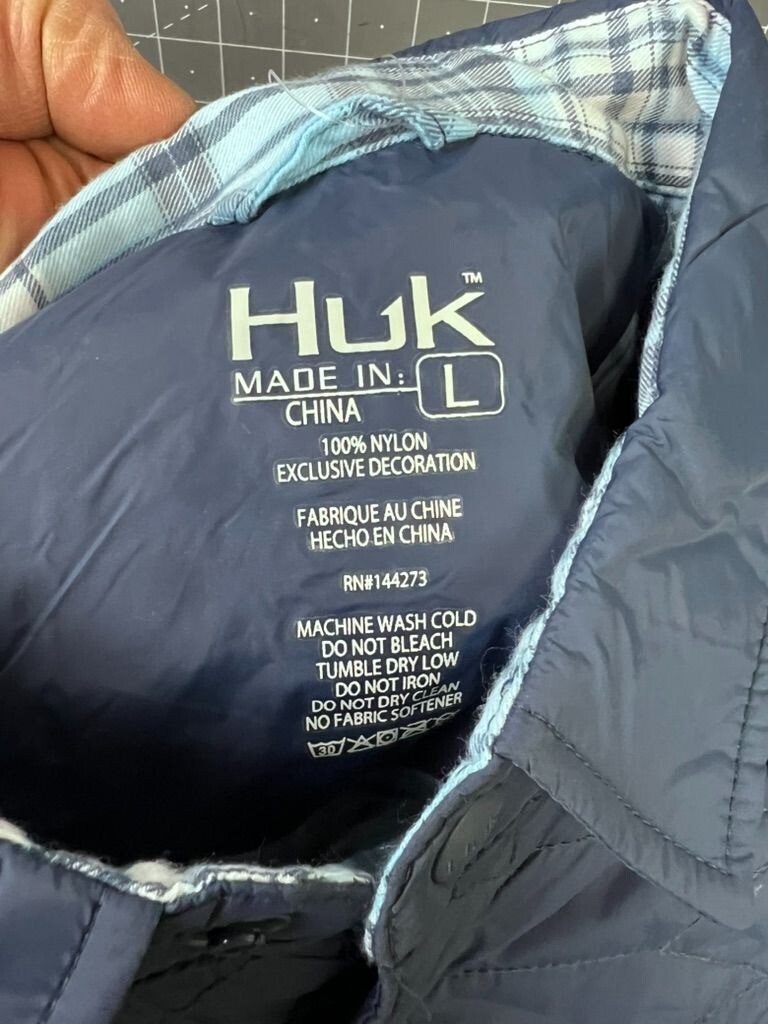 HuK™
MADE IN: L
CHINA
100% NYLON
EXCLUSIVE DECORATION
FABRIQUE AU CHINE
HECHO EN CHINA
RN#144273
MACHINE WASH COLD
DO NOT BLEACH
TUMBLE DRY LOW
DO NOT IRON
DO NOT DRY CLEAN
NO FABRIC SOFTENER
30